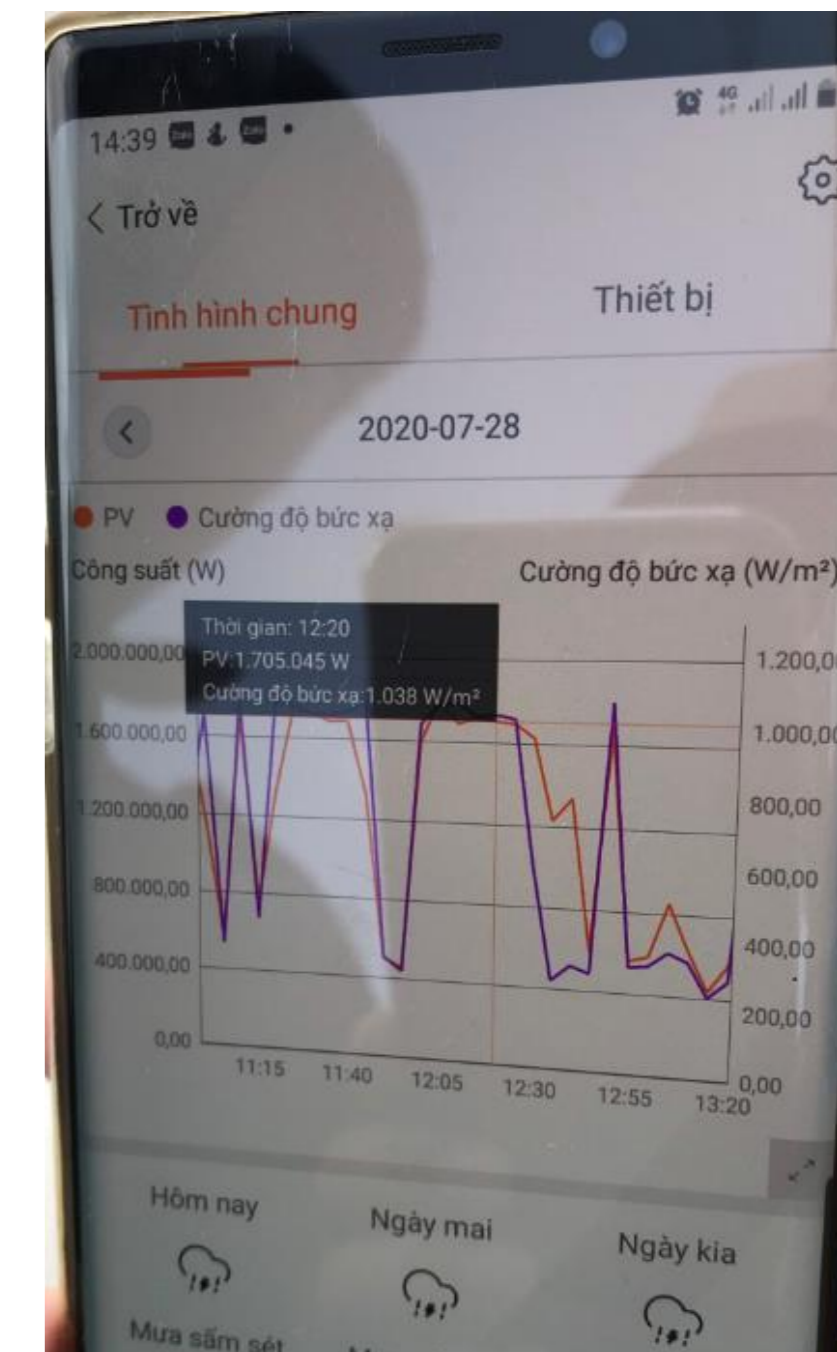 14:39
4G
Trở về
Tình hình chung
Thiết bị
2020-07-28
PV
Cường độ bức xạ
Công suất (W)
Cường độ bức xạ (W/m²)
Thời gian: 12:20
PV:1.705.045 W
Cường độ bức xạ:1.038 W/m²
2.000.000,00
1.600.000,00
1.200.000,00
800.000,00
400.000,00
0,00
1.200,0
1.000,00
800,00
600,00
400,00
200,00
0,00
11:15
11:40
12:05
12:30
12:55
13:20
Hôm nay
Ngày mai
Ngày kia
Mưa sấm sét